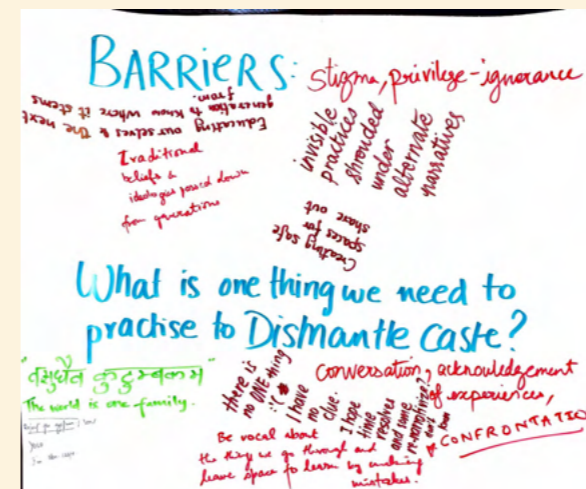 BARRIERS:
stigma, privilege-ignorance
Educating ourselves & the next
generation to know where it stems
from.
Traditional
beliefs &
ideologies passed down
from generations
invisible
practices
shrouded
under
alternate
narratives
Creating safe
spaces for
share out
What is one thing we need to
practise to Dismantle Caste?
"वसुधैव कुटुम्बकम"
The world is one family.
there is
no ONE thing
:'(
I have
no
clue.
I hope
time
resolves
and some
Conversation, acknowledgement
of experiences,
& CONFRONTATIO
Be vocal about
the things we go through and
leave space to learn by making
mistakes.